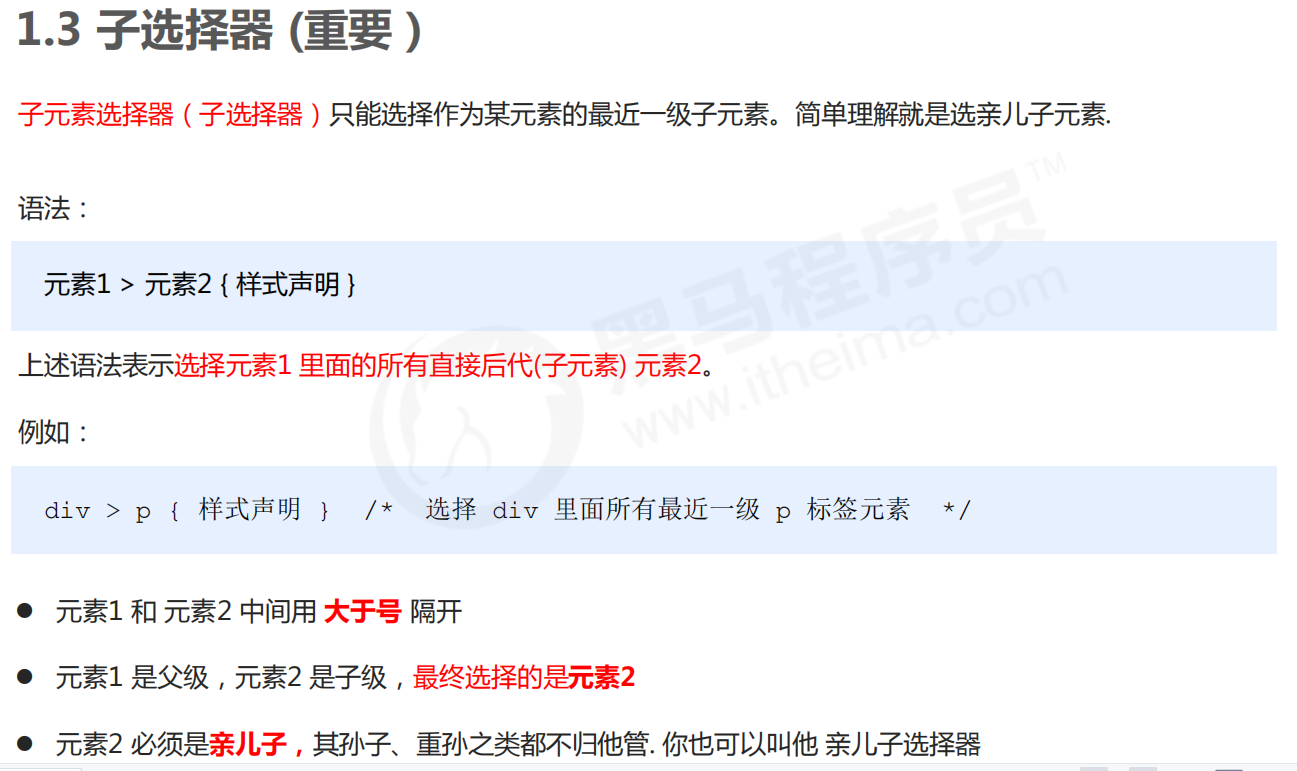 1.3 子选择器 (重要 )
子元素选择器（子选择器）只能选择作为某元素的最近一级子元素。简单理解就是选亲儿子元素.
语法：
元素1 > 元素2 { 样式声明 }
上述语法表示选择元素1 里面的所有直接后代(子元素) 元素2。
例如：
div > p { 样式声明 } /* 选择 div 里面所有最近一级 p 标签元素 */
● 元素1 和 元素2 中间用 大于号 隔开
● 元素1 是父级，元素2 是子级，最终选择的是元素2
● 元素2 必须是亲儿子，其孙子、重孙之类都不归他管. 你也可以叫他 亲儿子选择器
黑马程序员™
www.itheima.com